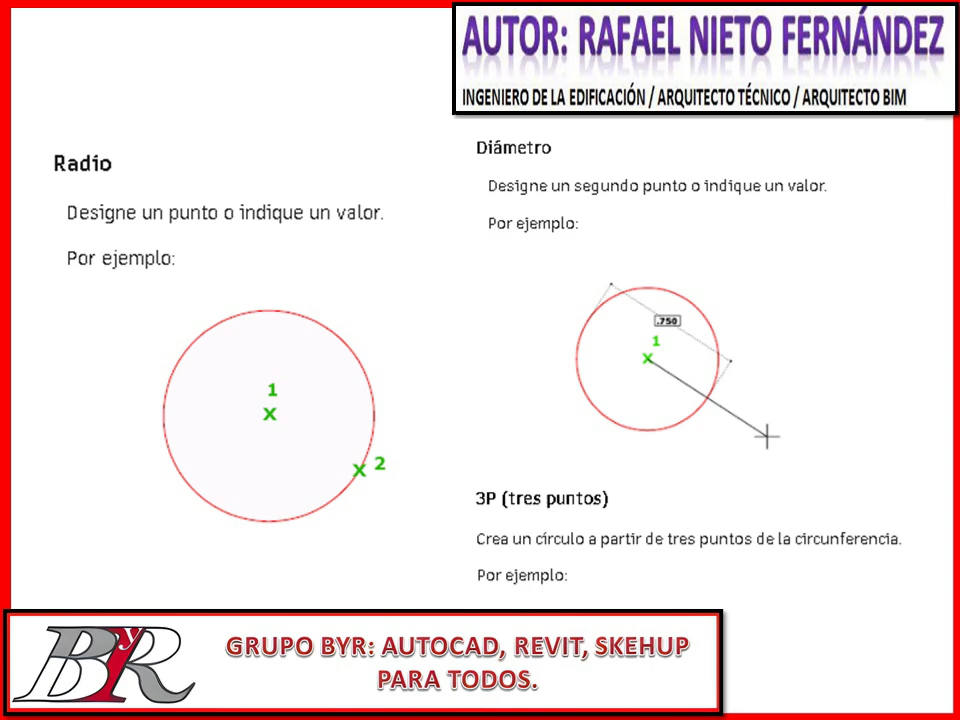 AUTOR: RAFAEL NIETO FERNÁNDEZ
INGENIERO DE LA EDIFICACIÓN / ARQUITECTO TÉCNICO / ARQUITECTO BIM
Radio
Designe un punto o indique un valor.
Por ejemplo:
1
2
Diámetro
Designe un segundo punto o indique un valor.
Por ejemplo:
.750
1
3P (tres puntos)
Crea un círculo a partir de tres puntos de la circunferencia.
Por ejemplo:
ByR
GRUPO BYR: AUTOCAD, REVIT, SKEHUP
PARA TODOS.